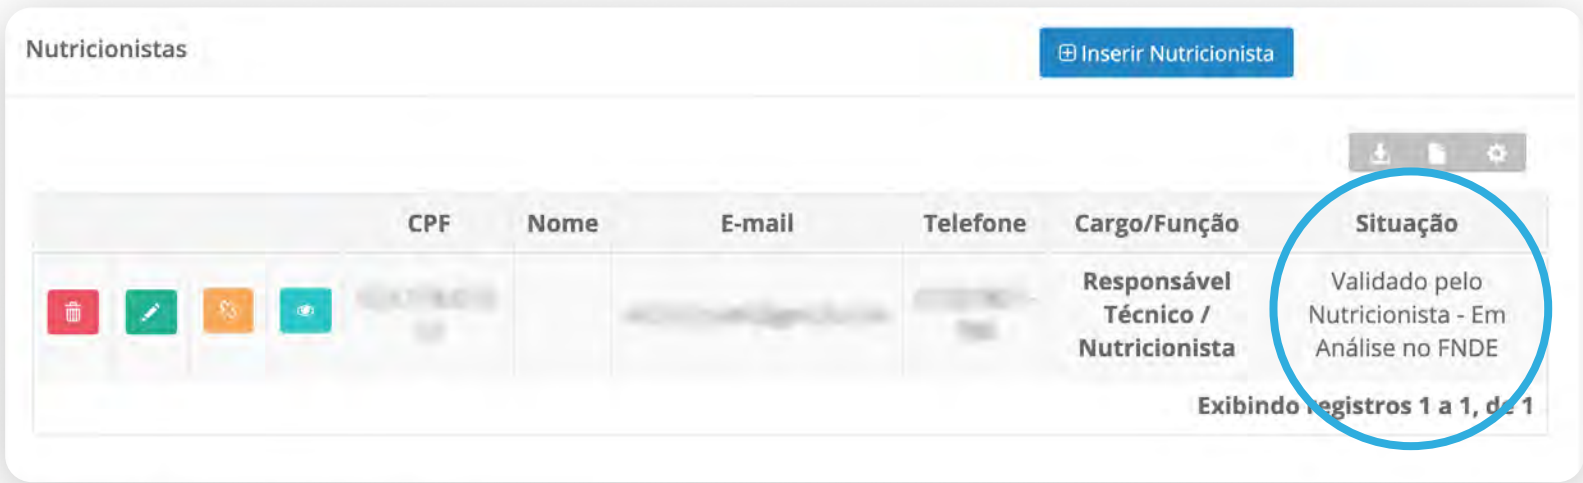 Nutricionistas
Inserir Nutricionista
CPF Nome E-mail Telefone Cargo/Função Situação
Responsável
Técnico /
Nutricionista
Validado pelo
Nutricionista - Em
Análise no FNDE
Exibindo registros 1 a 1, de 1